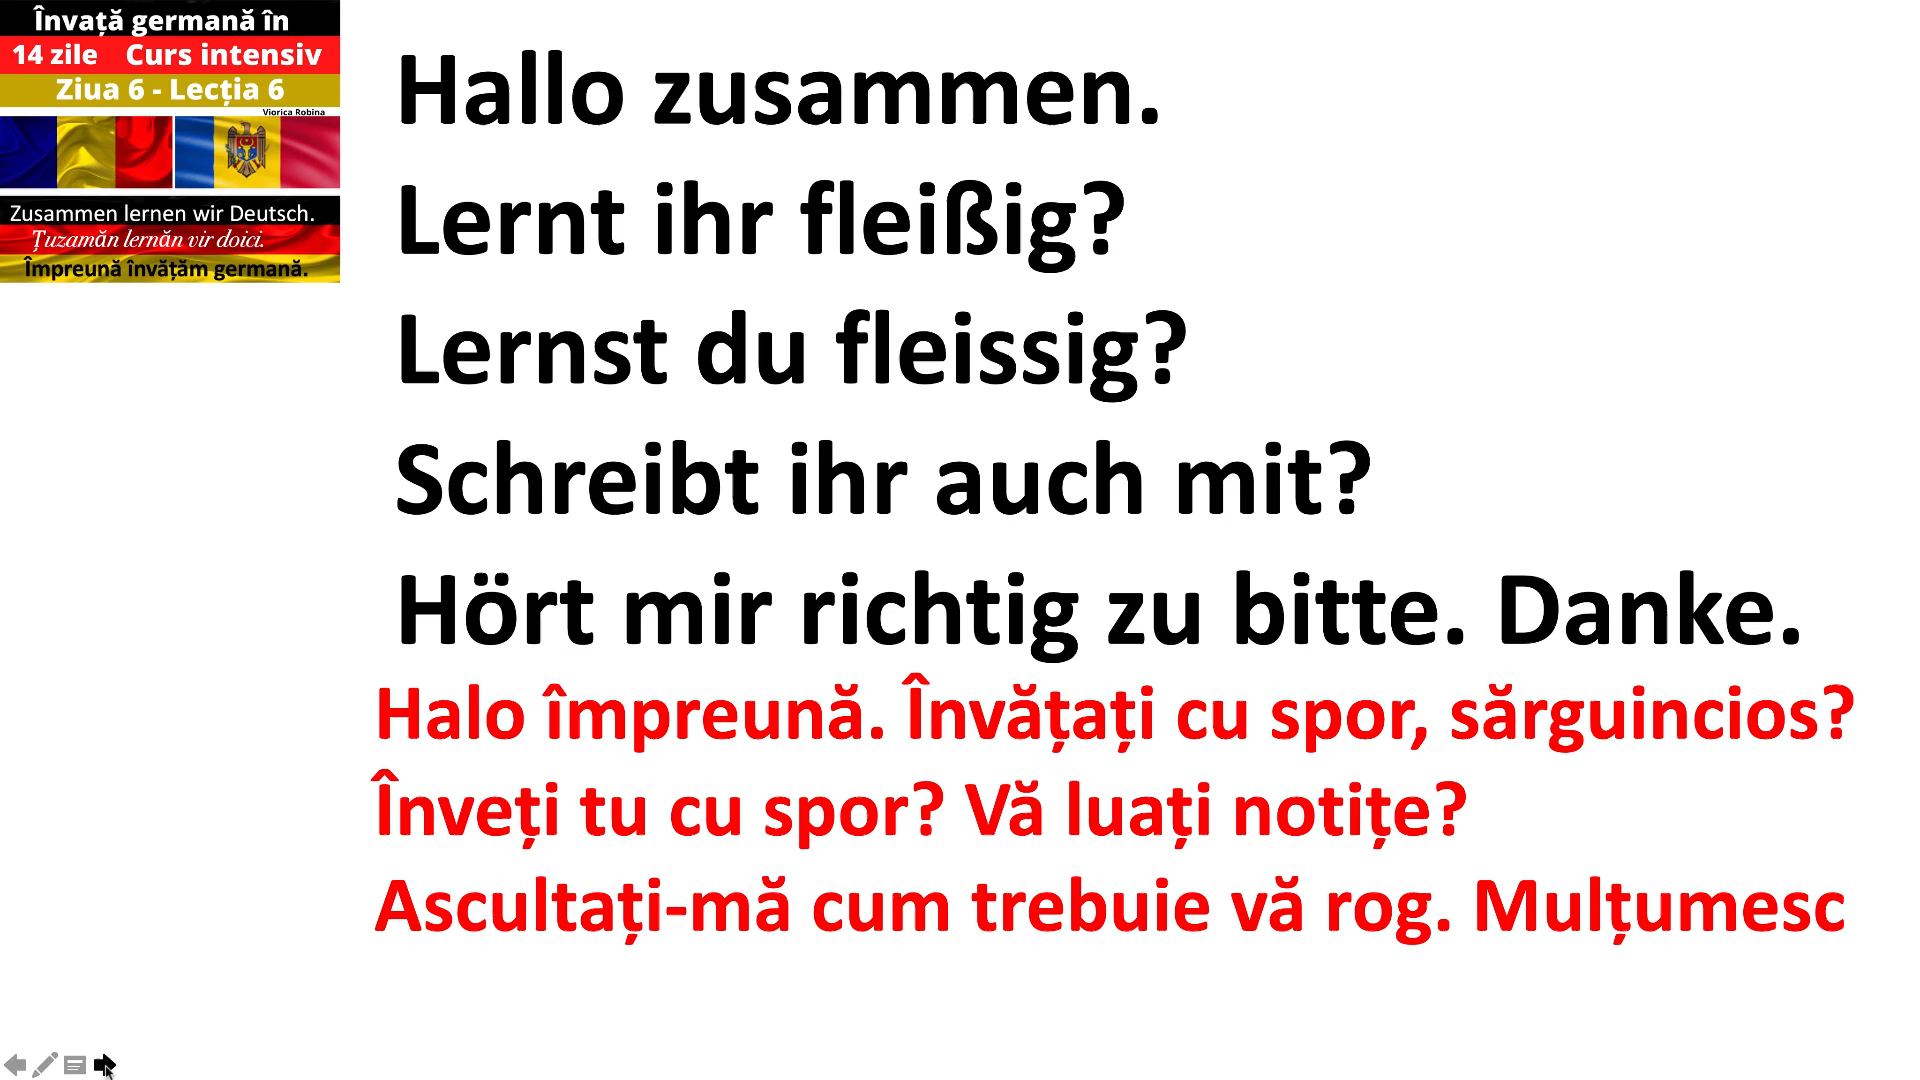 Învață germană în
14 zile Curs intensiv
Ziua 6 - Lecția 6
Viorica Robina
Zusammen lernen wir Deutsch.
Țuzamăn lernăn vir doici.
Împreună învățăm germană.
Hallo zusammen.
Lernt ihr fleißig?
Lernst du fleissig?
Schreibt ihr auch mit?
Hört mir richtig zu bitte. Danke.
Halo împreună. Învățați cu spor, sărguincios?
Înveți tu cu spor? Vă luați notițe?
Ascultați-mă cum trebuie vă rog. Mulțumesc